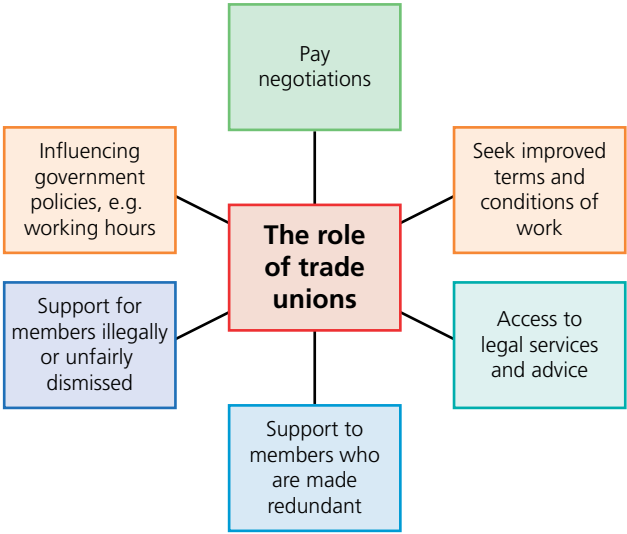 Pay
negotiations
Influencing
government
policies, e.g.
working hours
Seek improved
terms and
conditions of
work
The role
of trade
unions
Support for
members illegally
or unfairly
dismissed
Access to
legal services
and advice
Support to
members who
are made
redundant